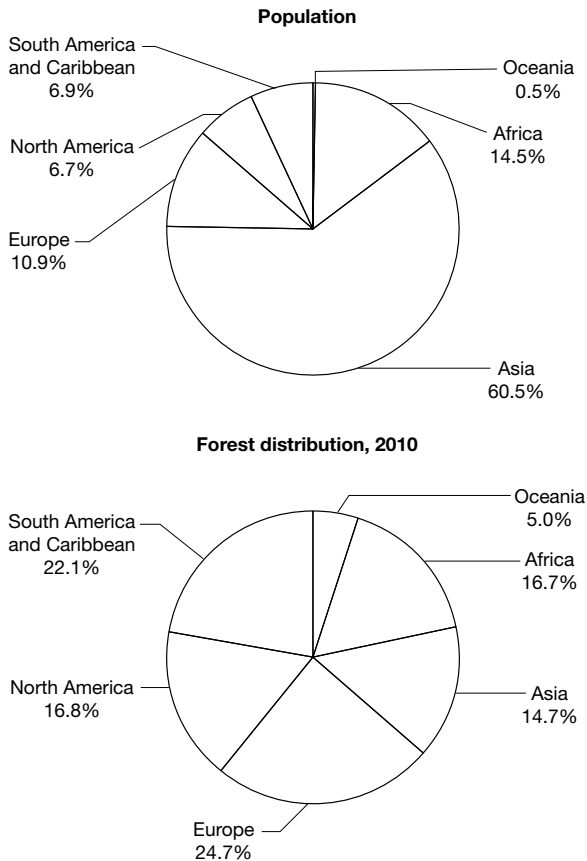 Population
South America
and Caribbean
6.9%
Oceania
0.5%
North America
6.7%
Africa
14.5%
Europe
10.9%
Asia
60.5%
Forest distribution, 2010
South America
and Caribbean
22.1%
Oceania
5.0%
Africa
16.7%
North America
16.8%
Asia
14.7%
Europe
24.7%